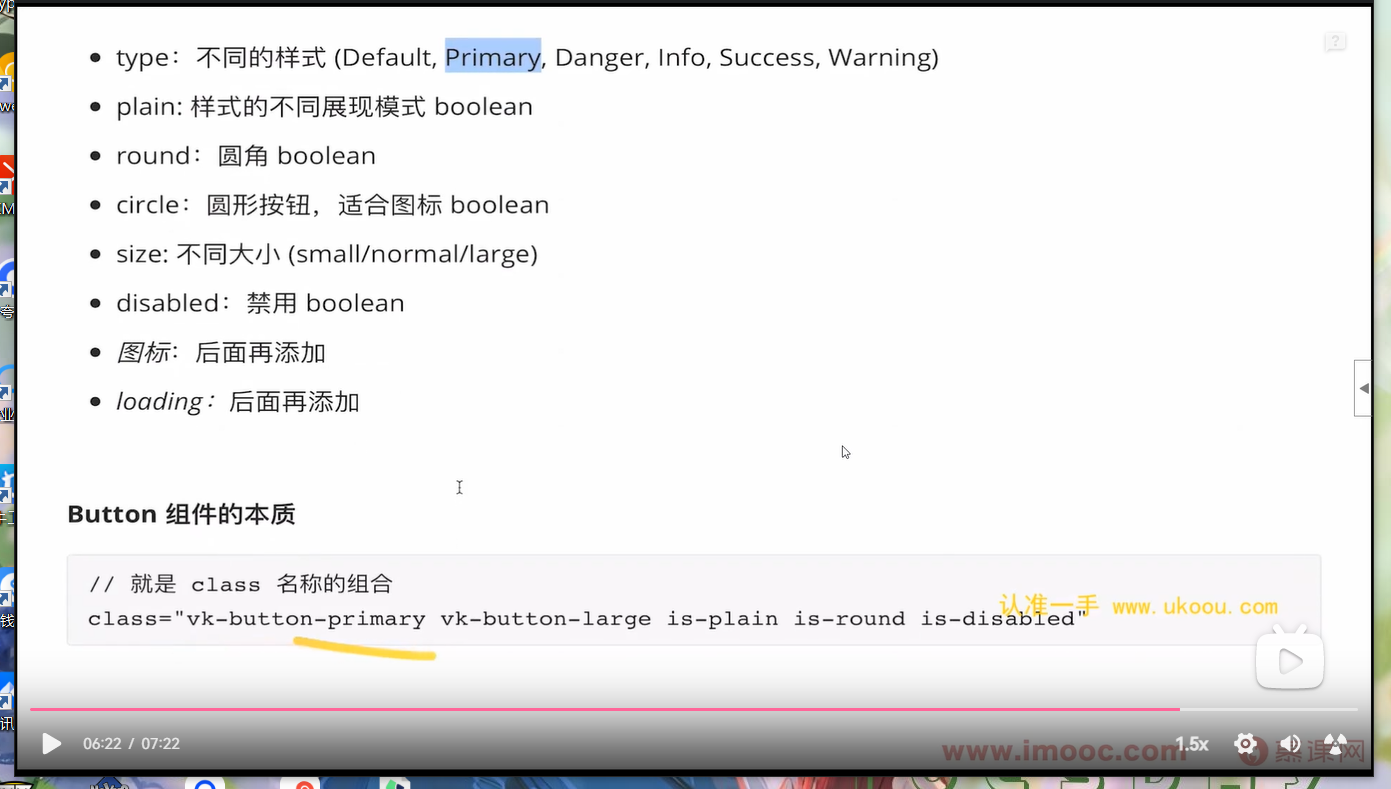 type：不同的样式 (Default, Primary, Danger, Info, Success, Warning)
plain: 样式的不同展现模式 boolean
round：圆角 boolean
circle：圆形按钮，适合图标 boolean
size: 不同大小 (small/normal/large)
disabled：禁用 boolean
图标：后面再添加
loading：后面再添加
Button 组件的本质
// 就是 class 名称的组合
认准一手 www.ukoou.com
class="vk-button-primary vk-button-large is-plain is-round is-disabled"
06:22 / 07:22
1.5x
www.imooc.com 慕课网